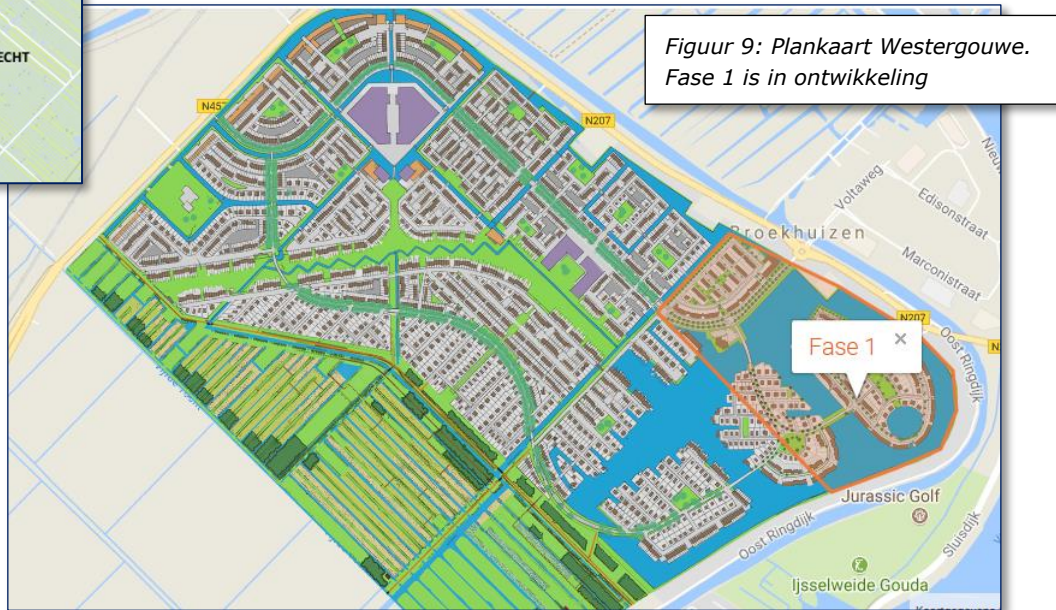 ECHT
Figuur 9: Plankaart Westergouwe.
Fase 1 is in ontwikkeling
N457
N207
Voltaweg
Edisonstraat
Broekhuizen
Marconistraat
N207
Fase 1 ×
Oost Ringdijk
Jurassic Golf
Oost Ringdijk
Sluisdijk
Ijsselweide Gouda